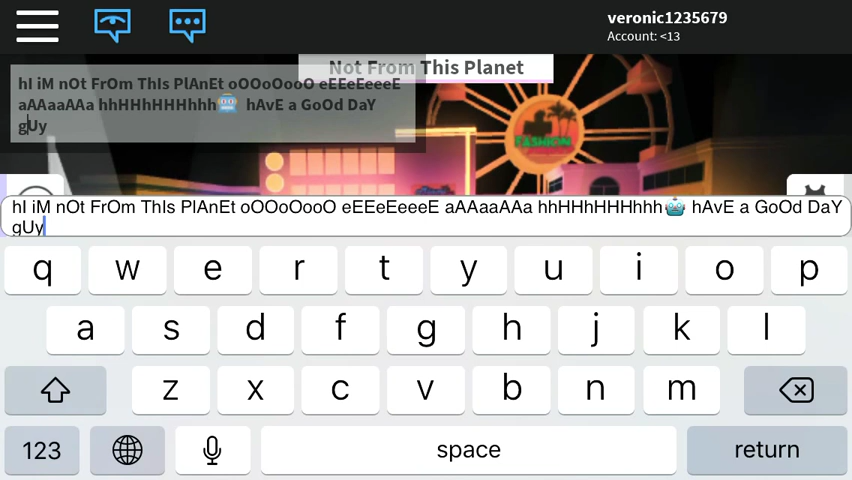 veronic1235679
Account: <13
Not From This Planet
hI iM nOt FrOm ThIs PlAnEt oOOoOooO eEEeEeeeE
aAAaaAAa hhHHhHHHhhh🤖 hAvE a GoOd DaY
gUy
FASHION
hI iM nOt FrOm ThIs PlAnEt oOOoOooO eEEeEeeeE aAAaaAAa hhHHhHHHhhh🤖 hAvE a GoOd DaY
gUy
q w e r t y u i o p
a s d f g h j k l
z x c v b n m
123 space return